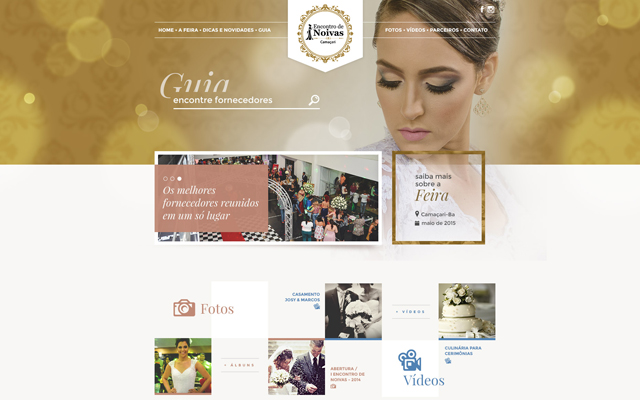 HOME • A FEIRA • DICAS E NOVIDADES • GUIA
Encontro de
Noivas
Camaçari
FOTOS • VÍDEOS • PARCEIROS • CONTATO
Guia
encontre fornecedores
Os melhores
fornecedores reunidos
em um só lugar
saiba mais
sobre a
Feira
Camaçari-Ba
maio de 2015
Fotos
CASAMENTO
JOSY & MARCOS
+ VÍDEOS
+ ÁLBUNS
ABERTURA /
I ENCONTRO DE
NOIVAS - 2014
CULINÁRIA PARA
CERIMÔNIAS
Vídeos